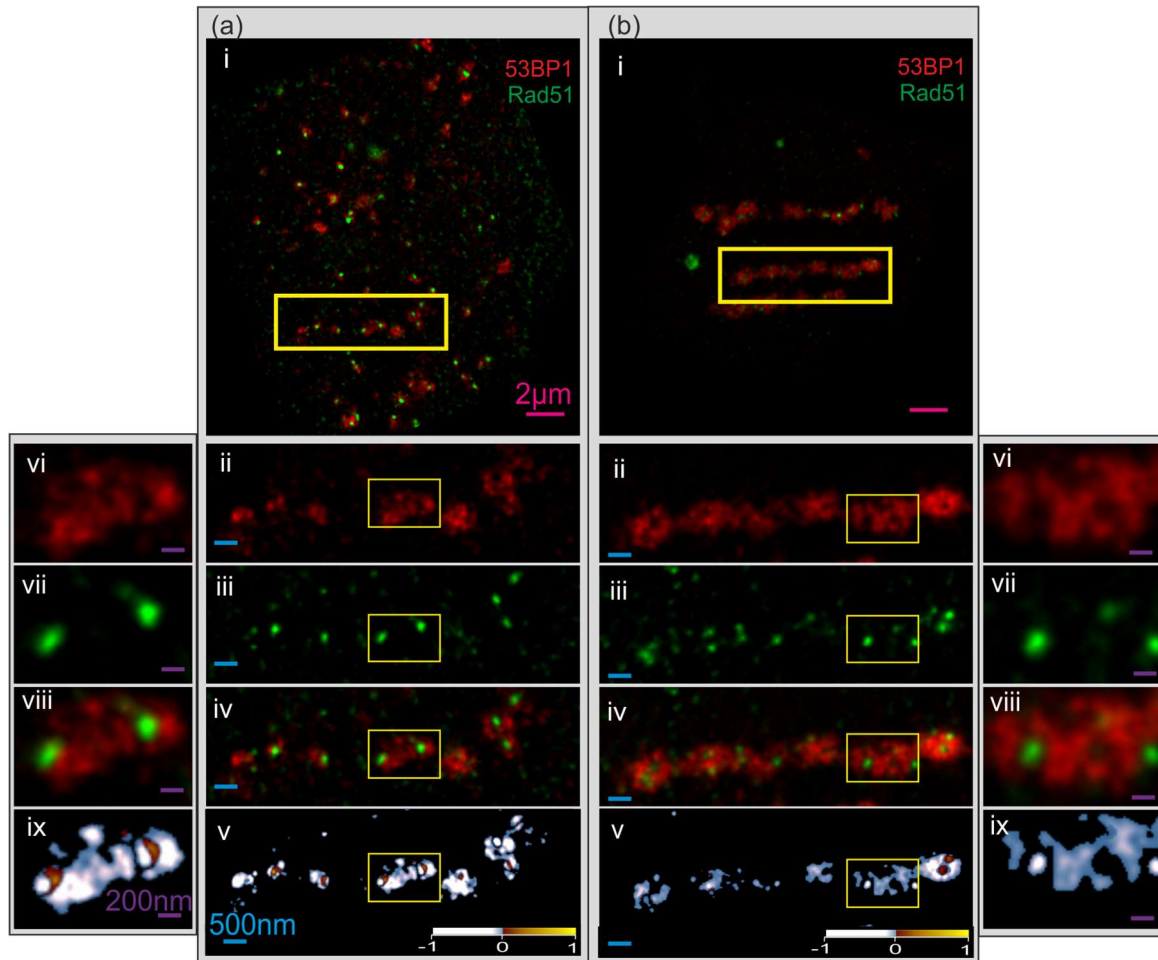 (a)
i
53BP1
Rad51
2µm
(b)
i
53BP1
Rad51
vi
ii
ii
vi
vii
iii
iii
vii
viii
iv
iv
viii
ix
200nm
v
500nm
-1 0 1
v
-1 0 1
ix